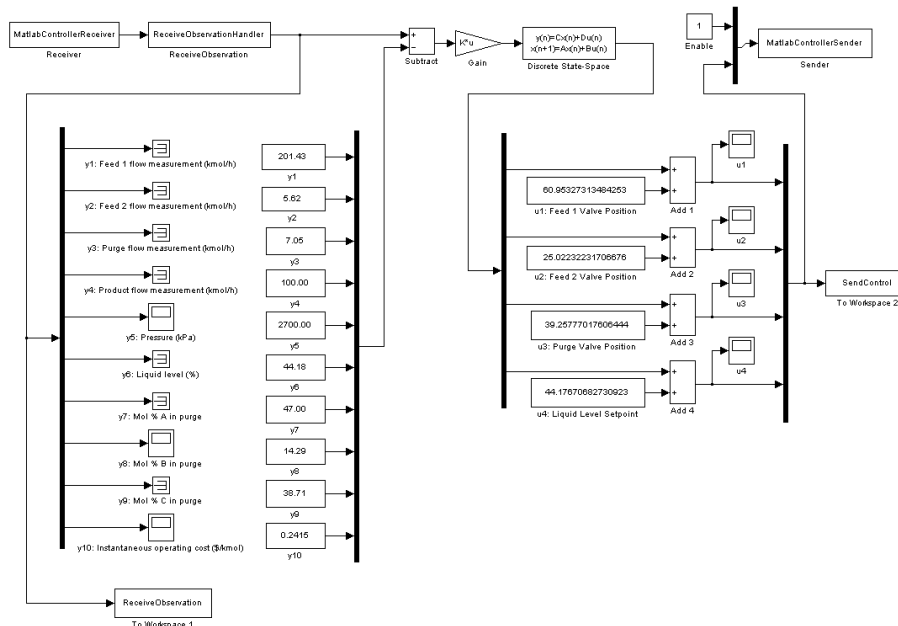 MatlabControllerReceiver
Receiver
ReceiveObservationHandler
ReceiveObservation
+
−
Subtract
K*u
Gain
y(n)=Cx(n)+Du(n)
x(n+1)=Ax(n)+Bu(n)
Discrete State-Space
1
Enable
MatlabControllerSender
Sender
y1: Feed 1 flow measurement (kmol/h)
y2: Feed 2 flow measurement (kmol/h)
y3: Purge flow measurement (kmol/h)
y4: Product flow measurement (kmol/h)
y5: Pressure (kPa)
y6: Liquid level (%)
y7: Mol % A in purge
y8: Mol % B in purge
y9: Mol % C in purge
y10: Instantaneous operating cost ($/kmol)
201.43
y1
5.62
y2
7.05
y3
100.00
y4
2700.00
y5
44.18
y6
47.00
y7
14.29
y8
38.71
y9
0.2415
y10
60.95327313484253
u1: Feed 1 Valve Position
+
+
Add 1
u1
25.02232231706676
u2: Feed 2 Valve Position
+
+
Add 2
u2
39.25777017606444
u3: Purge Valve Position
+
+
Add 3
u3
44.17670682730923
u4: Liquid Level Setpoint
+
+
Add 4
u4
SendControl
To Workspace 2
ReceiveObservation
To Workspace 1